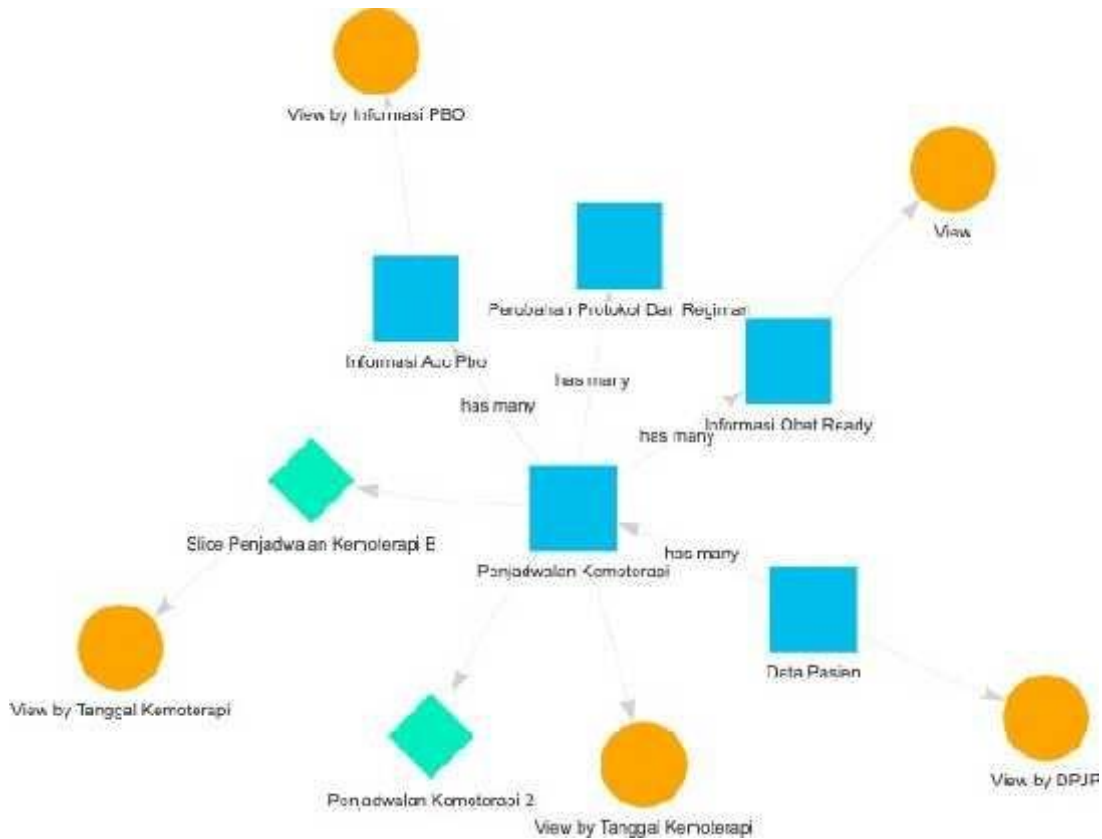 View by Informasi PBO
View
Perubahan Protokol Dan Regimen
Informasi Acc Pbo
has many
has many
Informasi Obat Ready
has many
Slice Penjadwalan Kemoterapi B
has many
Penjadwalan Kemoterapi
Data Pasien
View by Tanggal Kemoterapi
View by DPJP
Penjadwalan Kemoterapi 2
View by Tanggal Kemoterapi